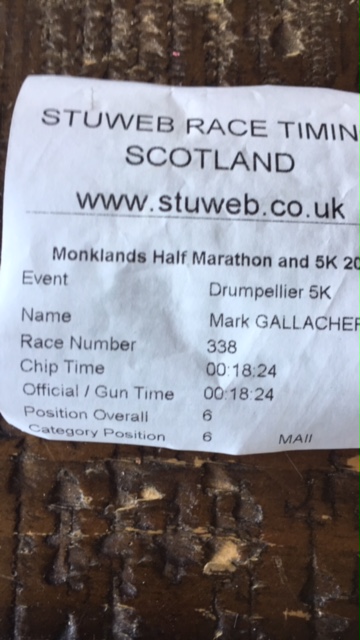 STUWEB RACE TIMIN
SCOTLAND
www.stuweb.co.uk
Monklands Half Marathon and 5K 20
Event Drumpellier 5K
Name Mark GALLACHER
Race Number 338
Chip Time 00:18:24
Official / Gun Time 00:18:24
Position Overall 6
Category Position 6 MAll